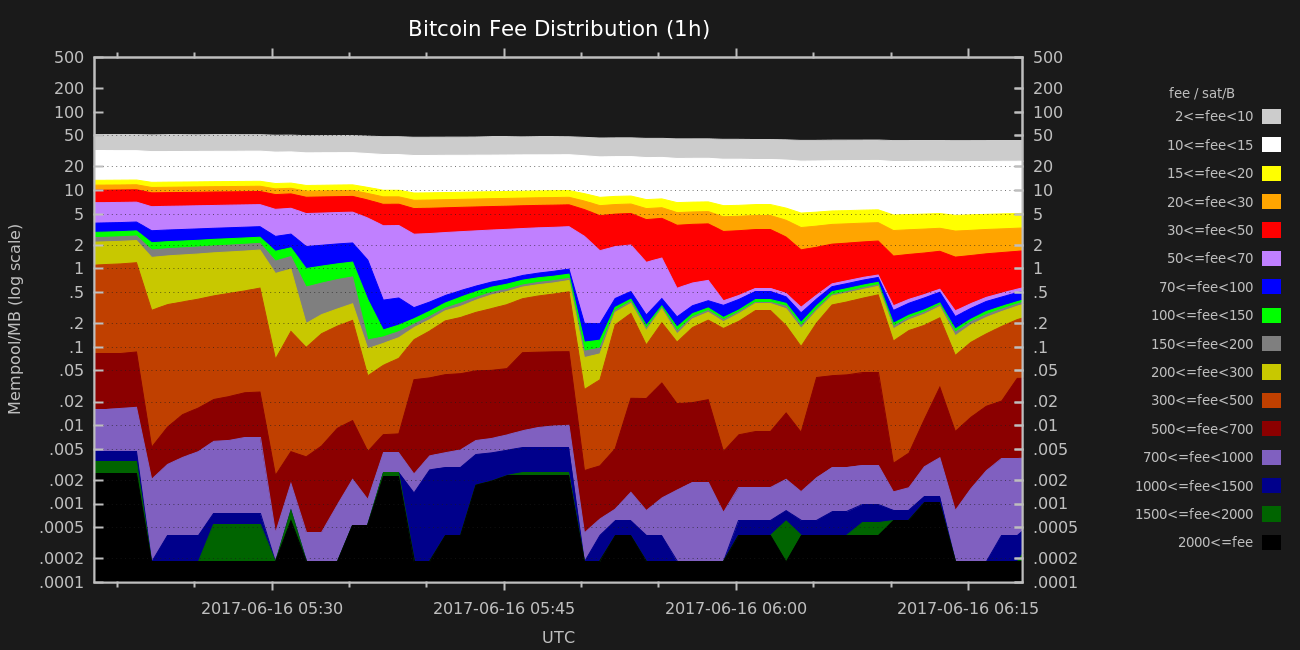 Bitcoin Fee Distribution (1h)
500
200
100
50
20
10
5
2
1
.5
.2
.1
.05
.02
.01
.005
.002
.001
.0005
.0002
.0001
Mempool/MB (log scale)
500
200
100
50
20
10
5
2
1
.5
.2
.1
.05
.02
.01
.005
.002
.001
.0005
.0002
.0001
2017-06-16 05:30
2017-06-16 05:45
2017-06-16 06:00
2017-06-16 06:15
UTC
fee / sat/B
2<=fee<10
10<=fee<15
15<=fee<20
20<=fee<30
30<=fee<50
50<=fee<70
70<=fee<100
100<=fee<150
150<=fee<200
200<=fee<300
300<=fee<500
500<=fee<700
700<=fee<1000
1000<=fee<1500
1500<=fee<2000
2000<=fee